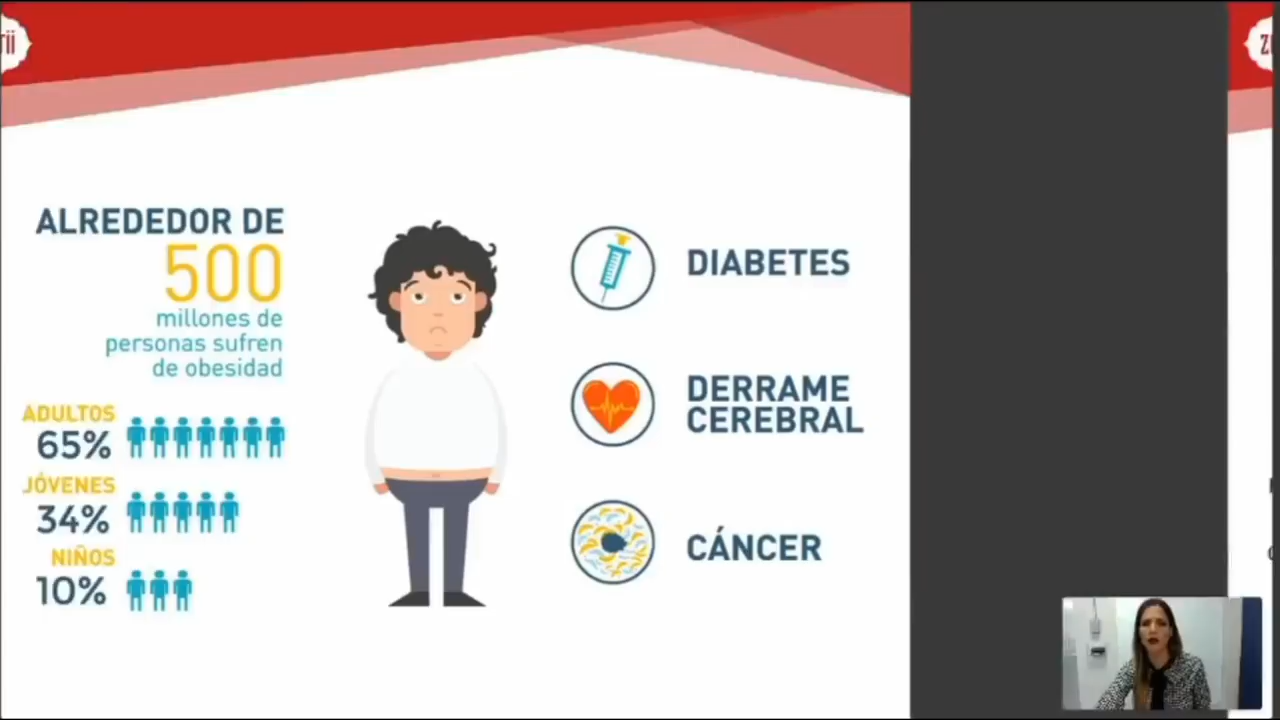 ALREDEDOR DE
500
millones de
personas sufren
de obesidad
ADULTOS
65%
JÓVENES
34%
NIÑOS
10%
DIABETES
DERRAME
CEREBRAL
CÁNCER